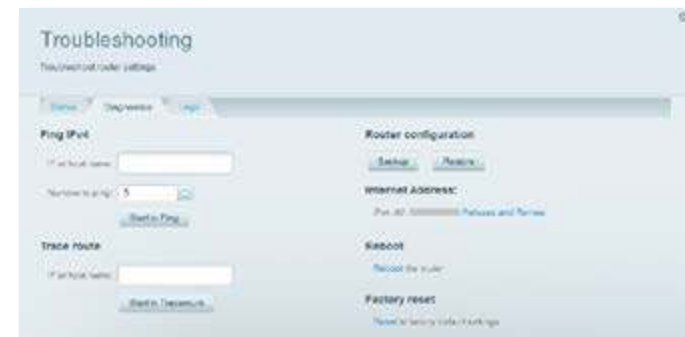 Troubleshooting
Troubleshoot router settings
Status
Diagnostics
Logs
Ping IPv4
IP or host name:
Number to ping: 5
Start to Ping
Trace route
IP or host name:
Start to Traceroute
Router configuration
Backup
Restore
Internet Address:
Release and Renew
Reboot
Reboot the router
Factory reset
Reset to factory default settings